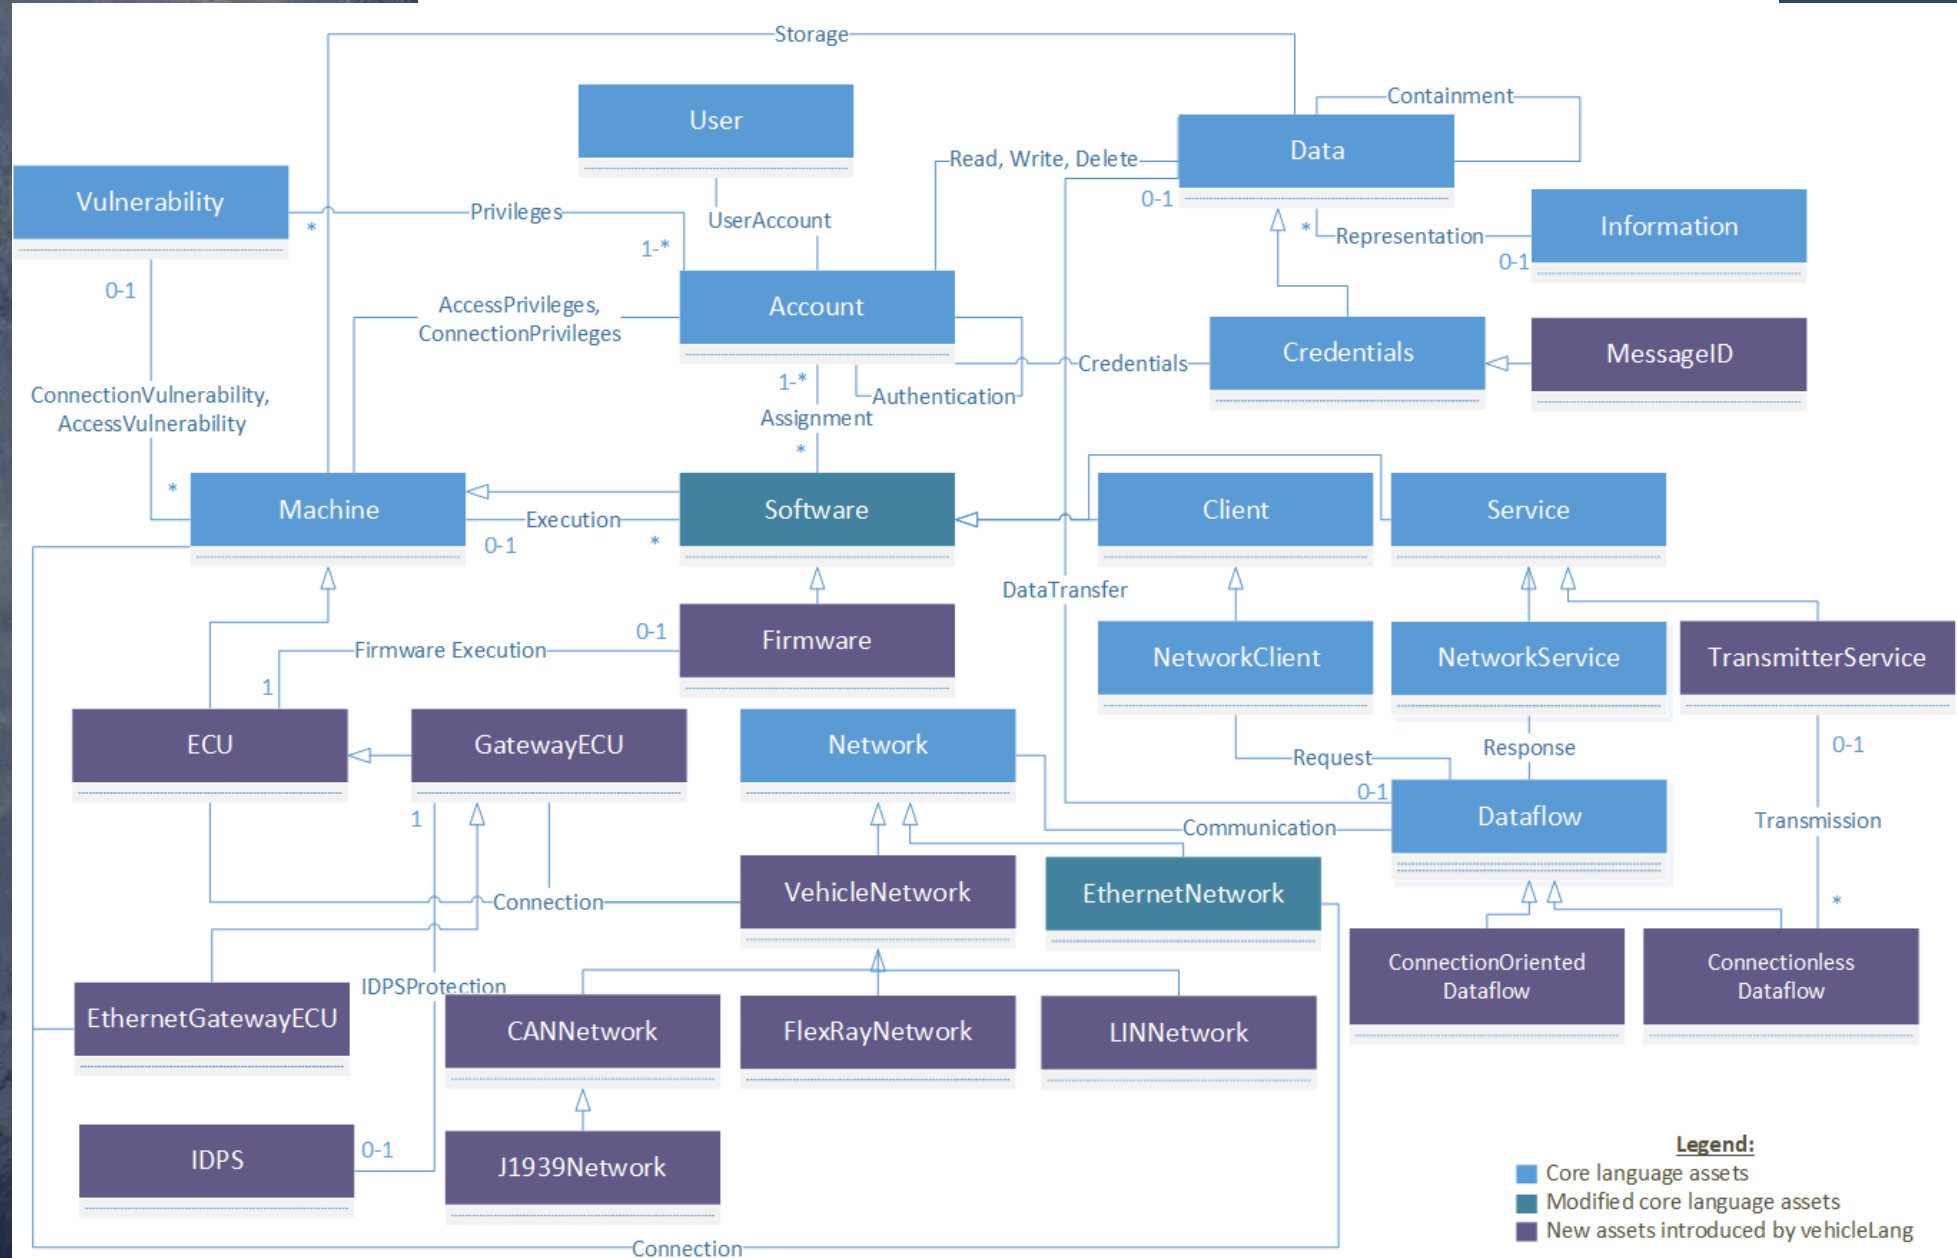 Storage
Containment
User
Data
Read, Write, Delete
Vulnerability
Privileges
UserAccount
0-1
*
Representation
Information
*
1-*
0-1
0-1
AccessPrivileges,
ConnectionPrivileges
Account
Credentials
Credentials
MessageID
ConnectionVulnerability,
AccessVulnerability
1-*
Authentication
Assignment
*
*
Machine
Execution
0-1
*
Software
Client
Service
DataTransfer
Firmware Execution
0-1
Firmware
1
NetworkClient
NetworkService
TransmitterService
ECU
GatewayECU
Network
Request
Response
0-1
0-1
1
Communication
Dataflow
Transmission
VehicleNetwork
EthernetNetwork
Connection
*
IDPSProtection
ConnectionOriented
Dataflow
Connectionless
Dataflow
EthernetGatewayECU
CANNetwork
FlexRayNetwork
LINNetwork
IDPS
0-1
J1939Network
Connection
Legend:
Core language assets
Modified core language assets
New assets introduced by vehicleLang